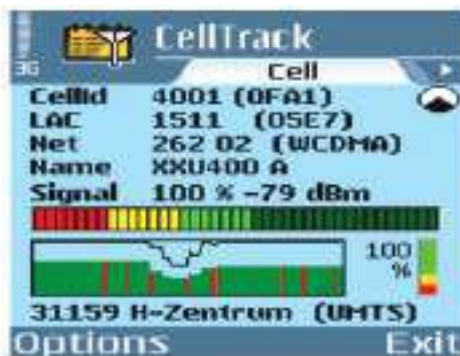 CellTrack
3G
Cell
CellId 4001 (0FA1)
LAC 1511 (05E7)
Net 262 02 (WCDMA)
Name XXU400 A
Signal 100 % -79 dBm
100
%
31159 H-Zentrum (UMTS)
Options Exit